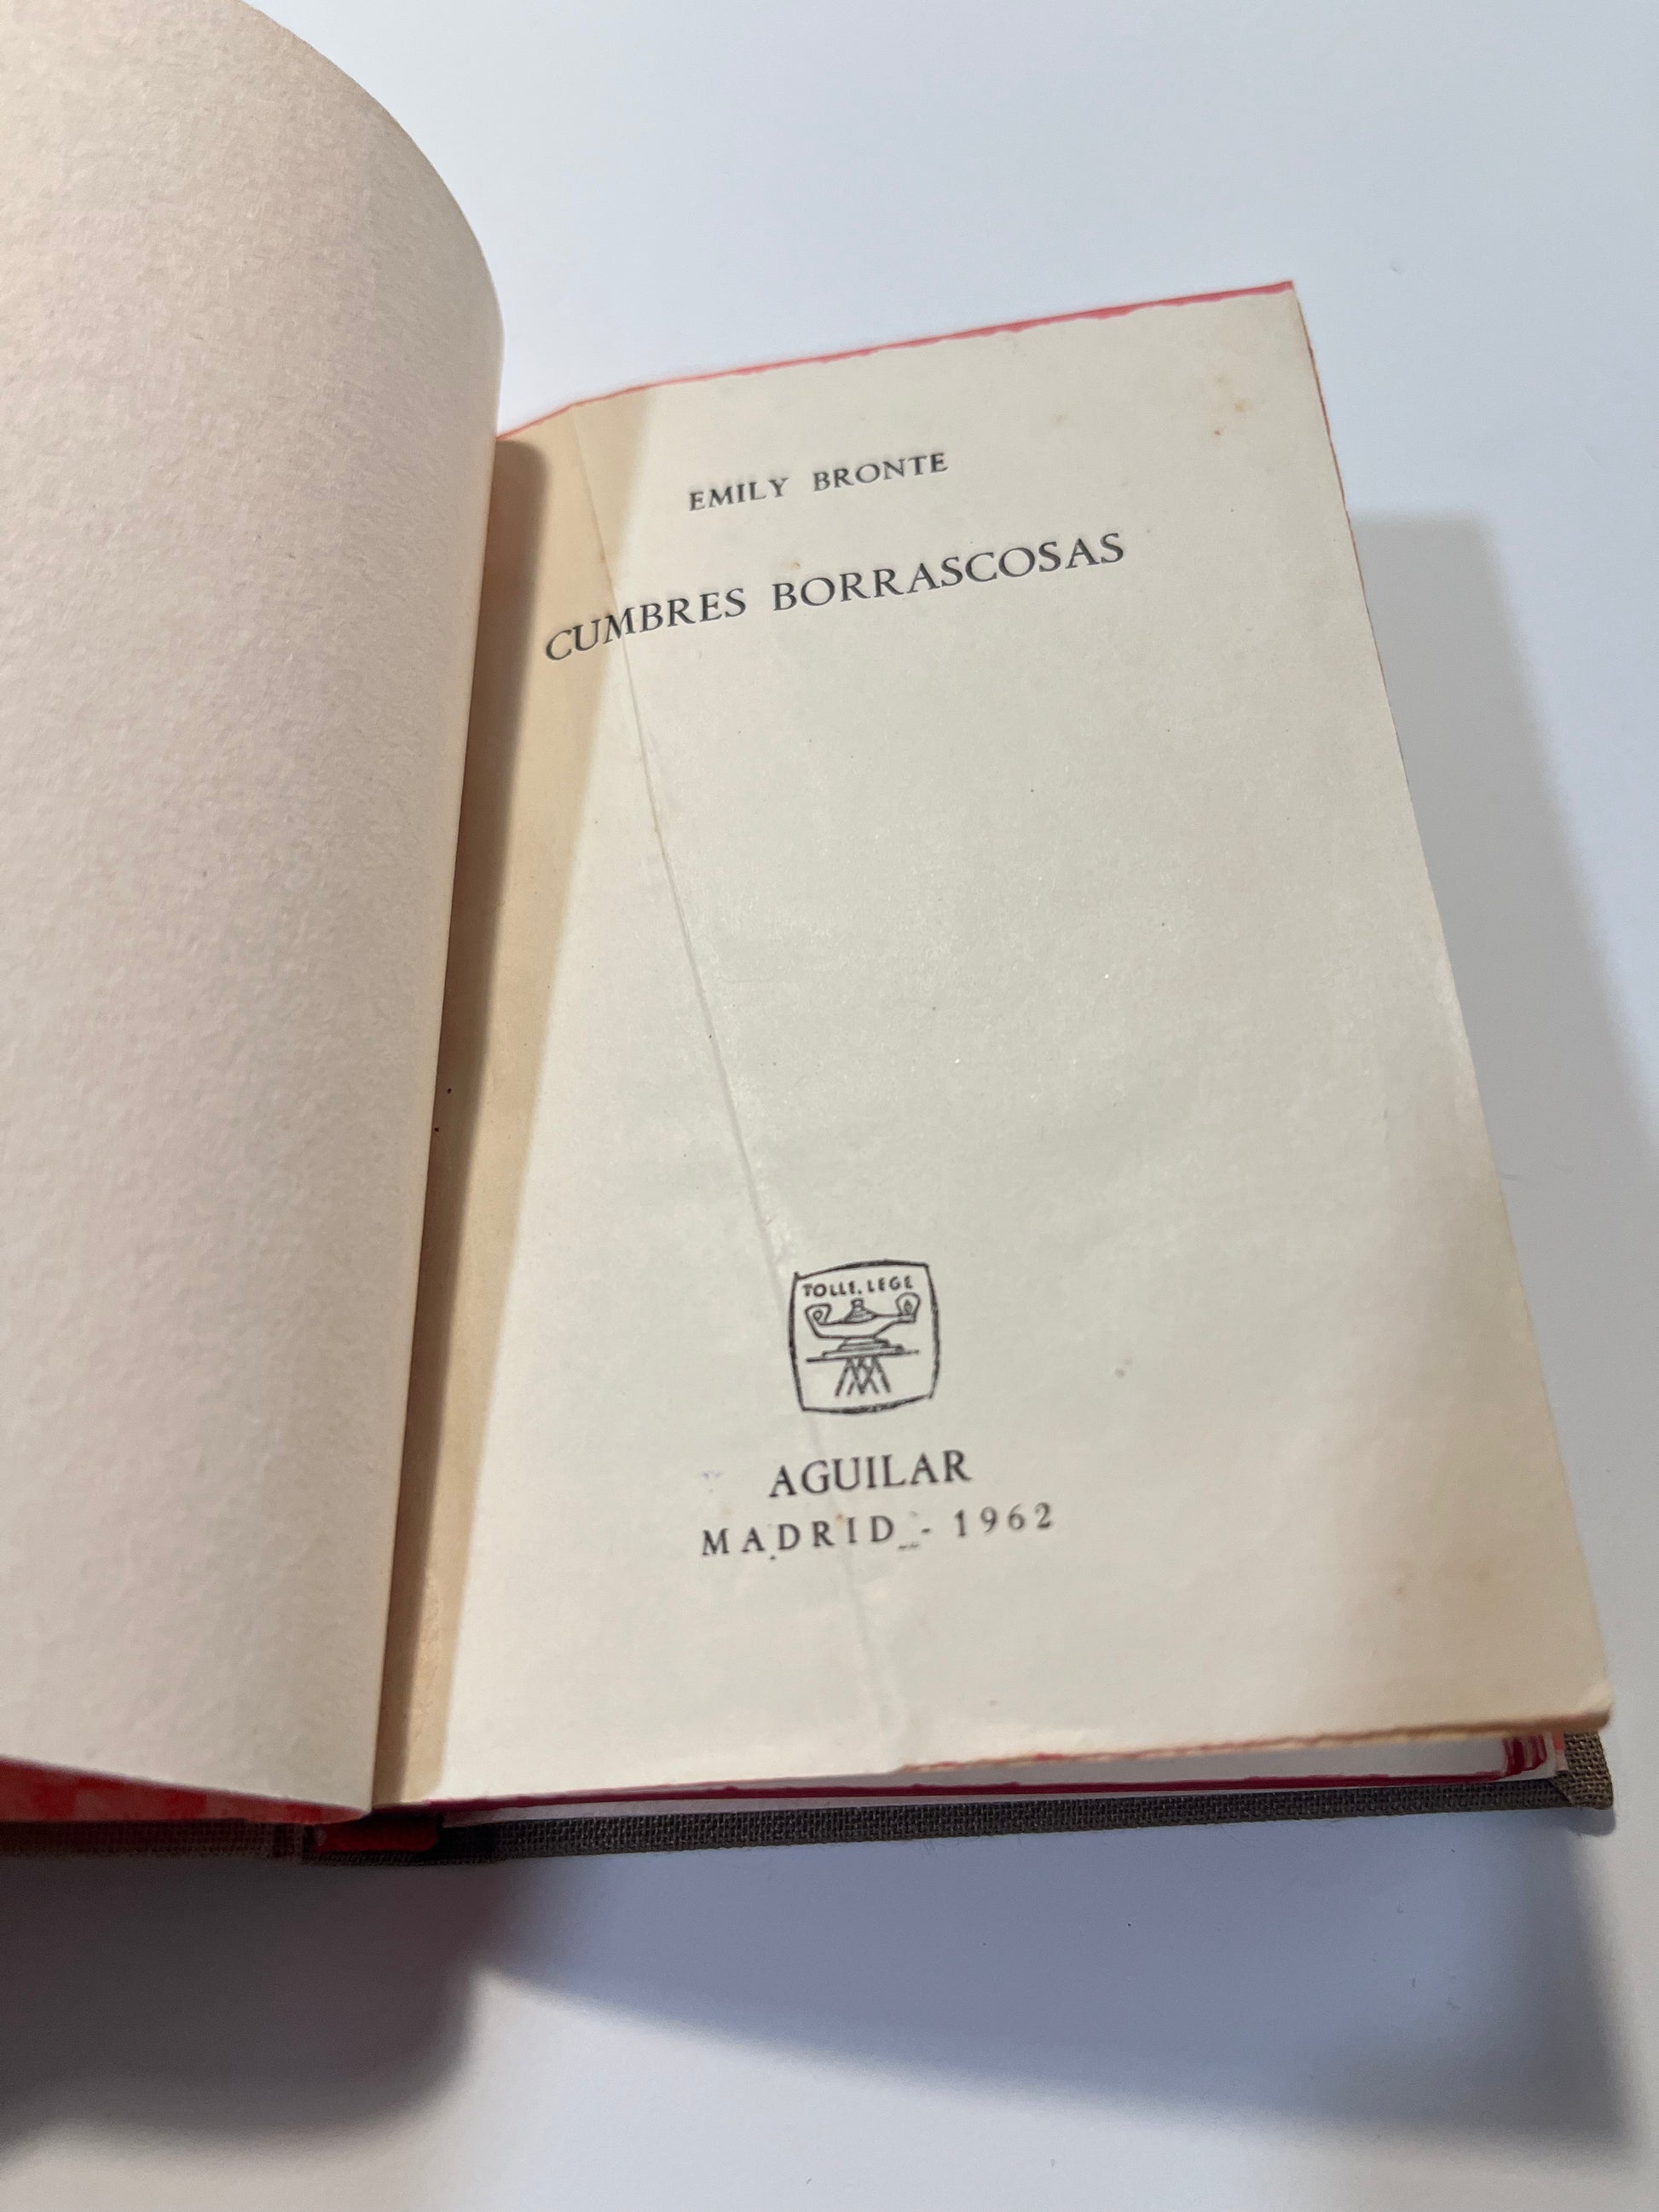 EMILY BRONTE
CUMBRES BORRASCOSAS
TOLLE, LEGE
AGUILAR
MADRID - 1962